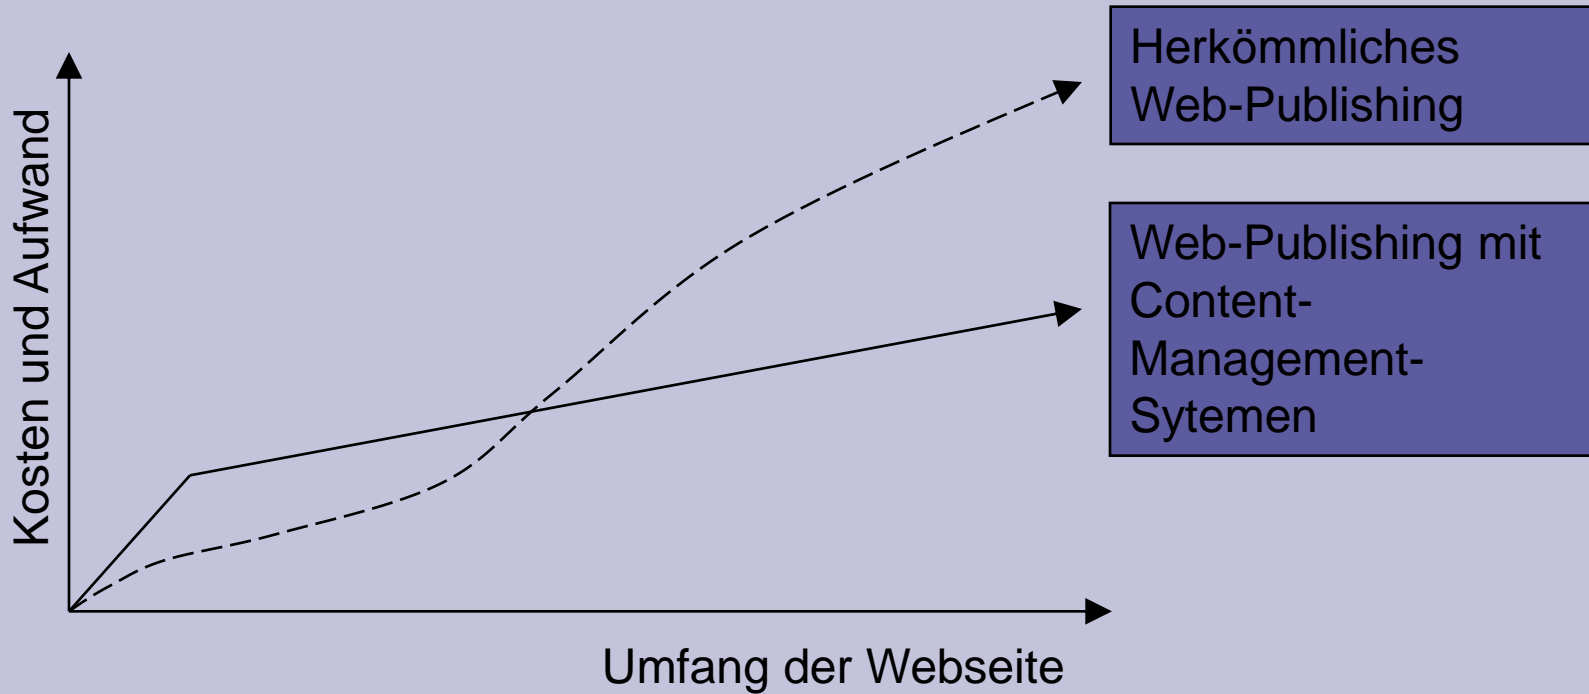 Herkömmliches
Web-Publishing
Web-Publishing mit
Content-
Management-
Sytemen
Kosten und Aufwand
Umfang der Webseite